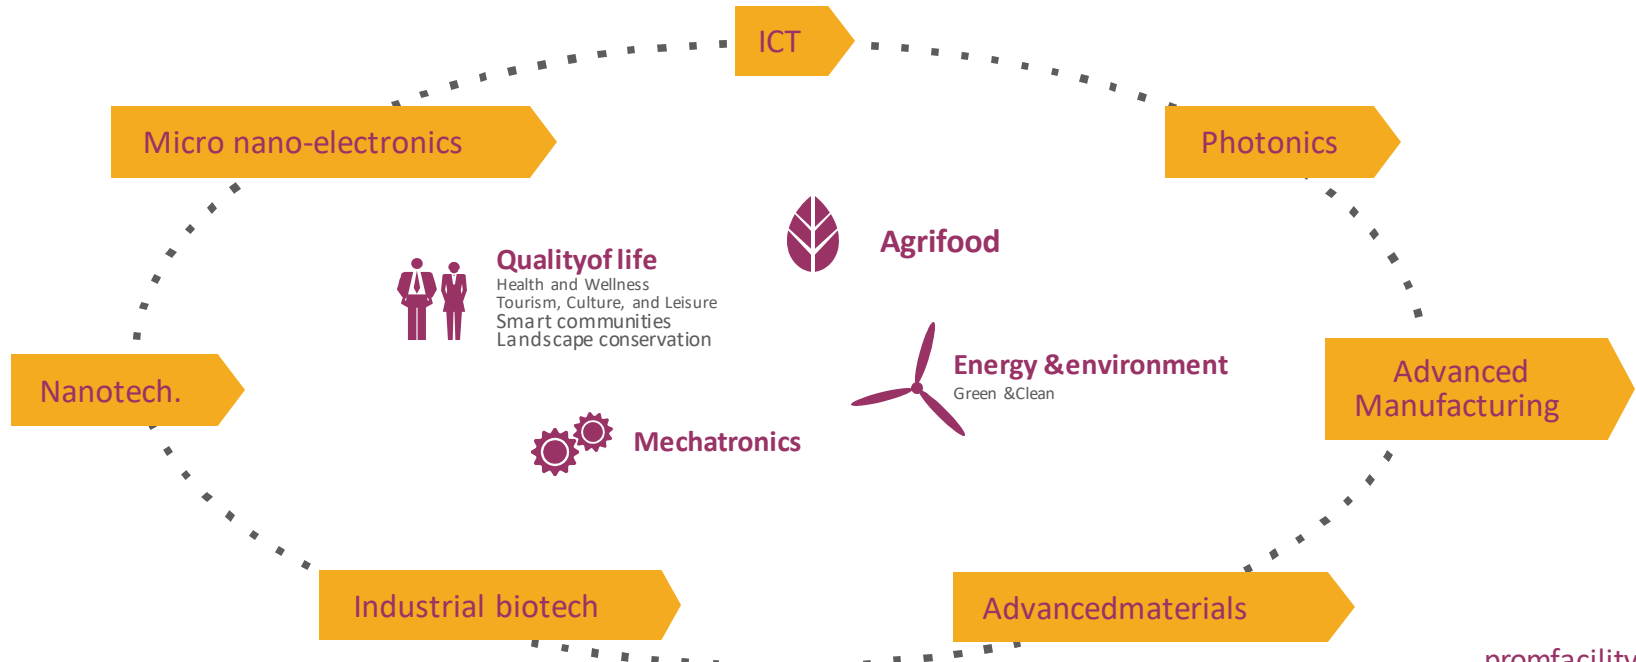 ICT
Micro nano-electronics
Photonics
Agrifood
Qualityof life
Health and Wellness
Tourism, Culture, and Leisure
Smart communities
Landscape conservation
Energy &environment
Green &Clean
Nanotech.
Advanced
Manufacturing
Mechatronics
Industrial biotech
Advancedmaterials
promfacility